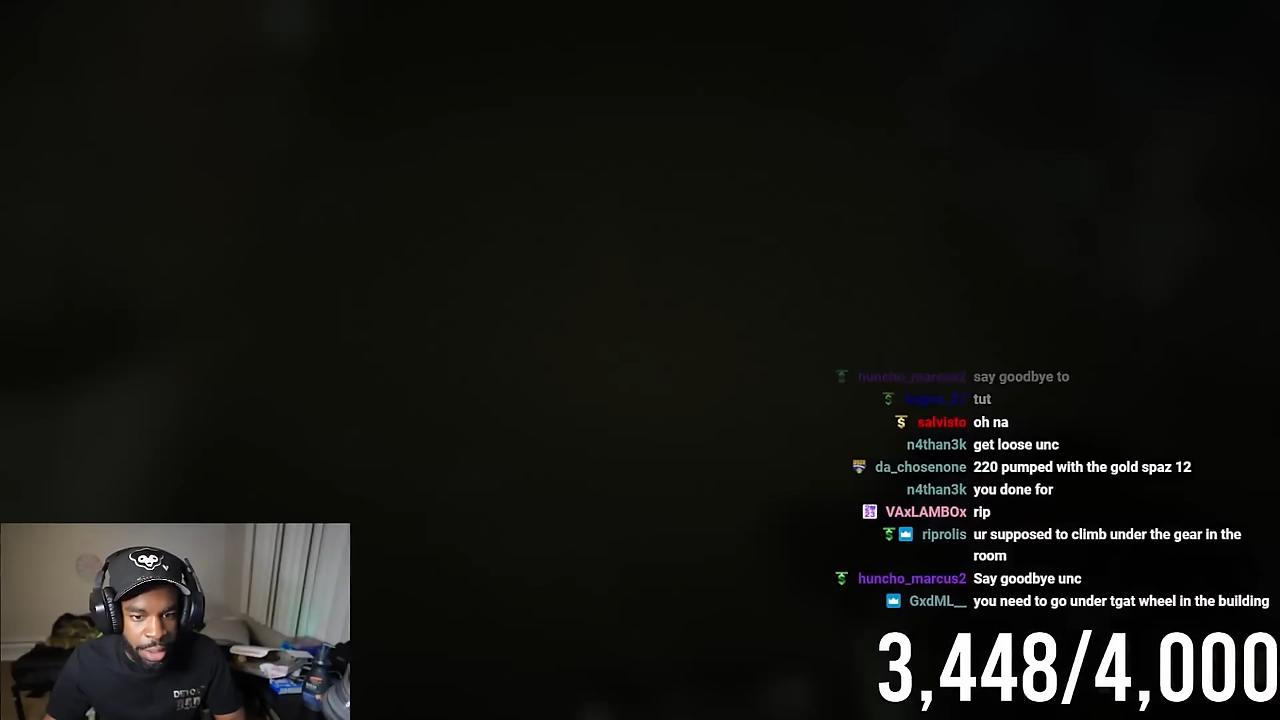 huncho_marcus2 say goodbye to
tut
salvisto oh na
n4than3k get loose unc
da_chosenone 220 pumped with the gold spaz 12
n4than3k you done for
VAxLAMBOx rip
riprolis ur supposed to climb under the gear in the
room
huncho_marcus2 Say goodbye unc
GxdML__ you need to go under tgat wheel in the building
3,448/4,000